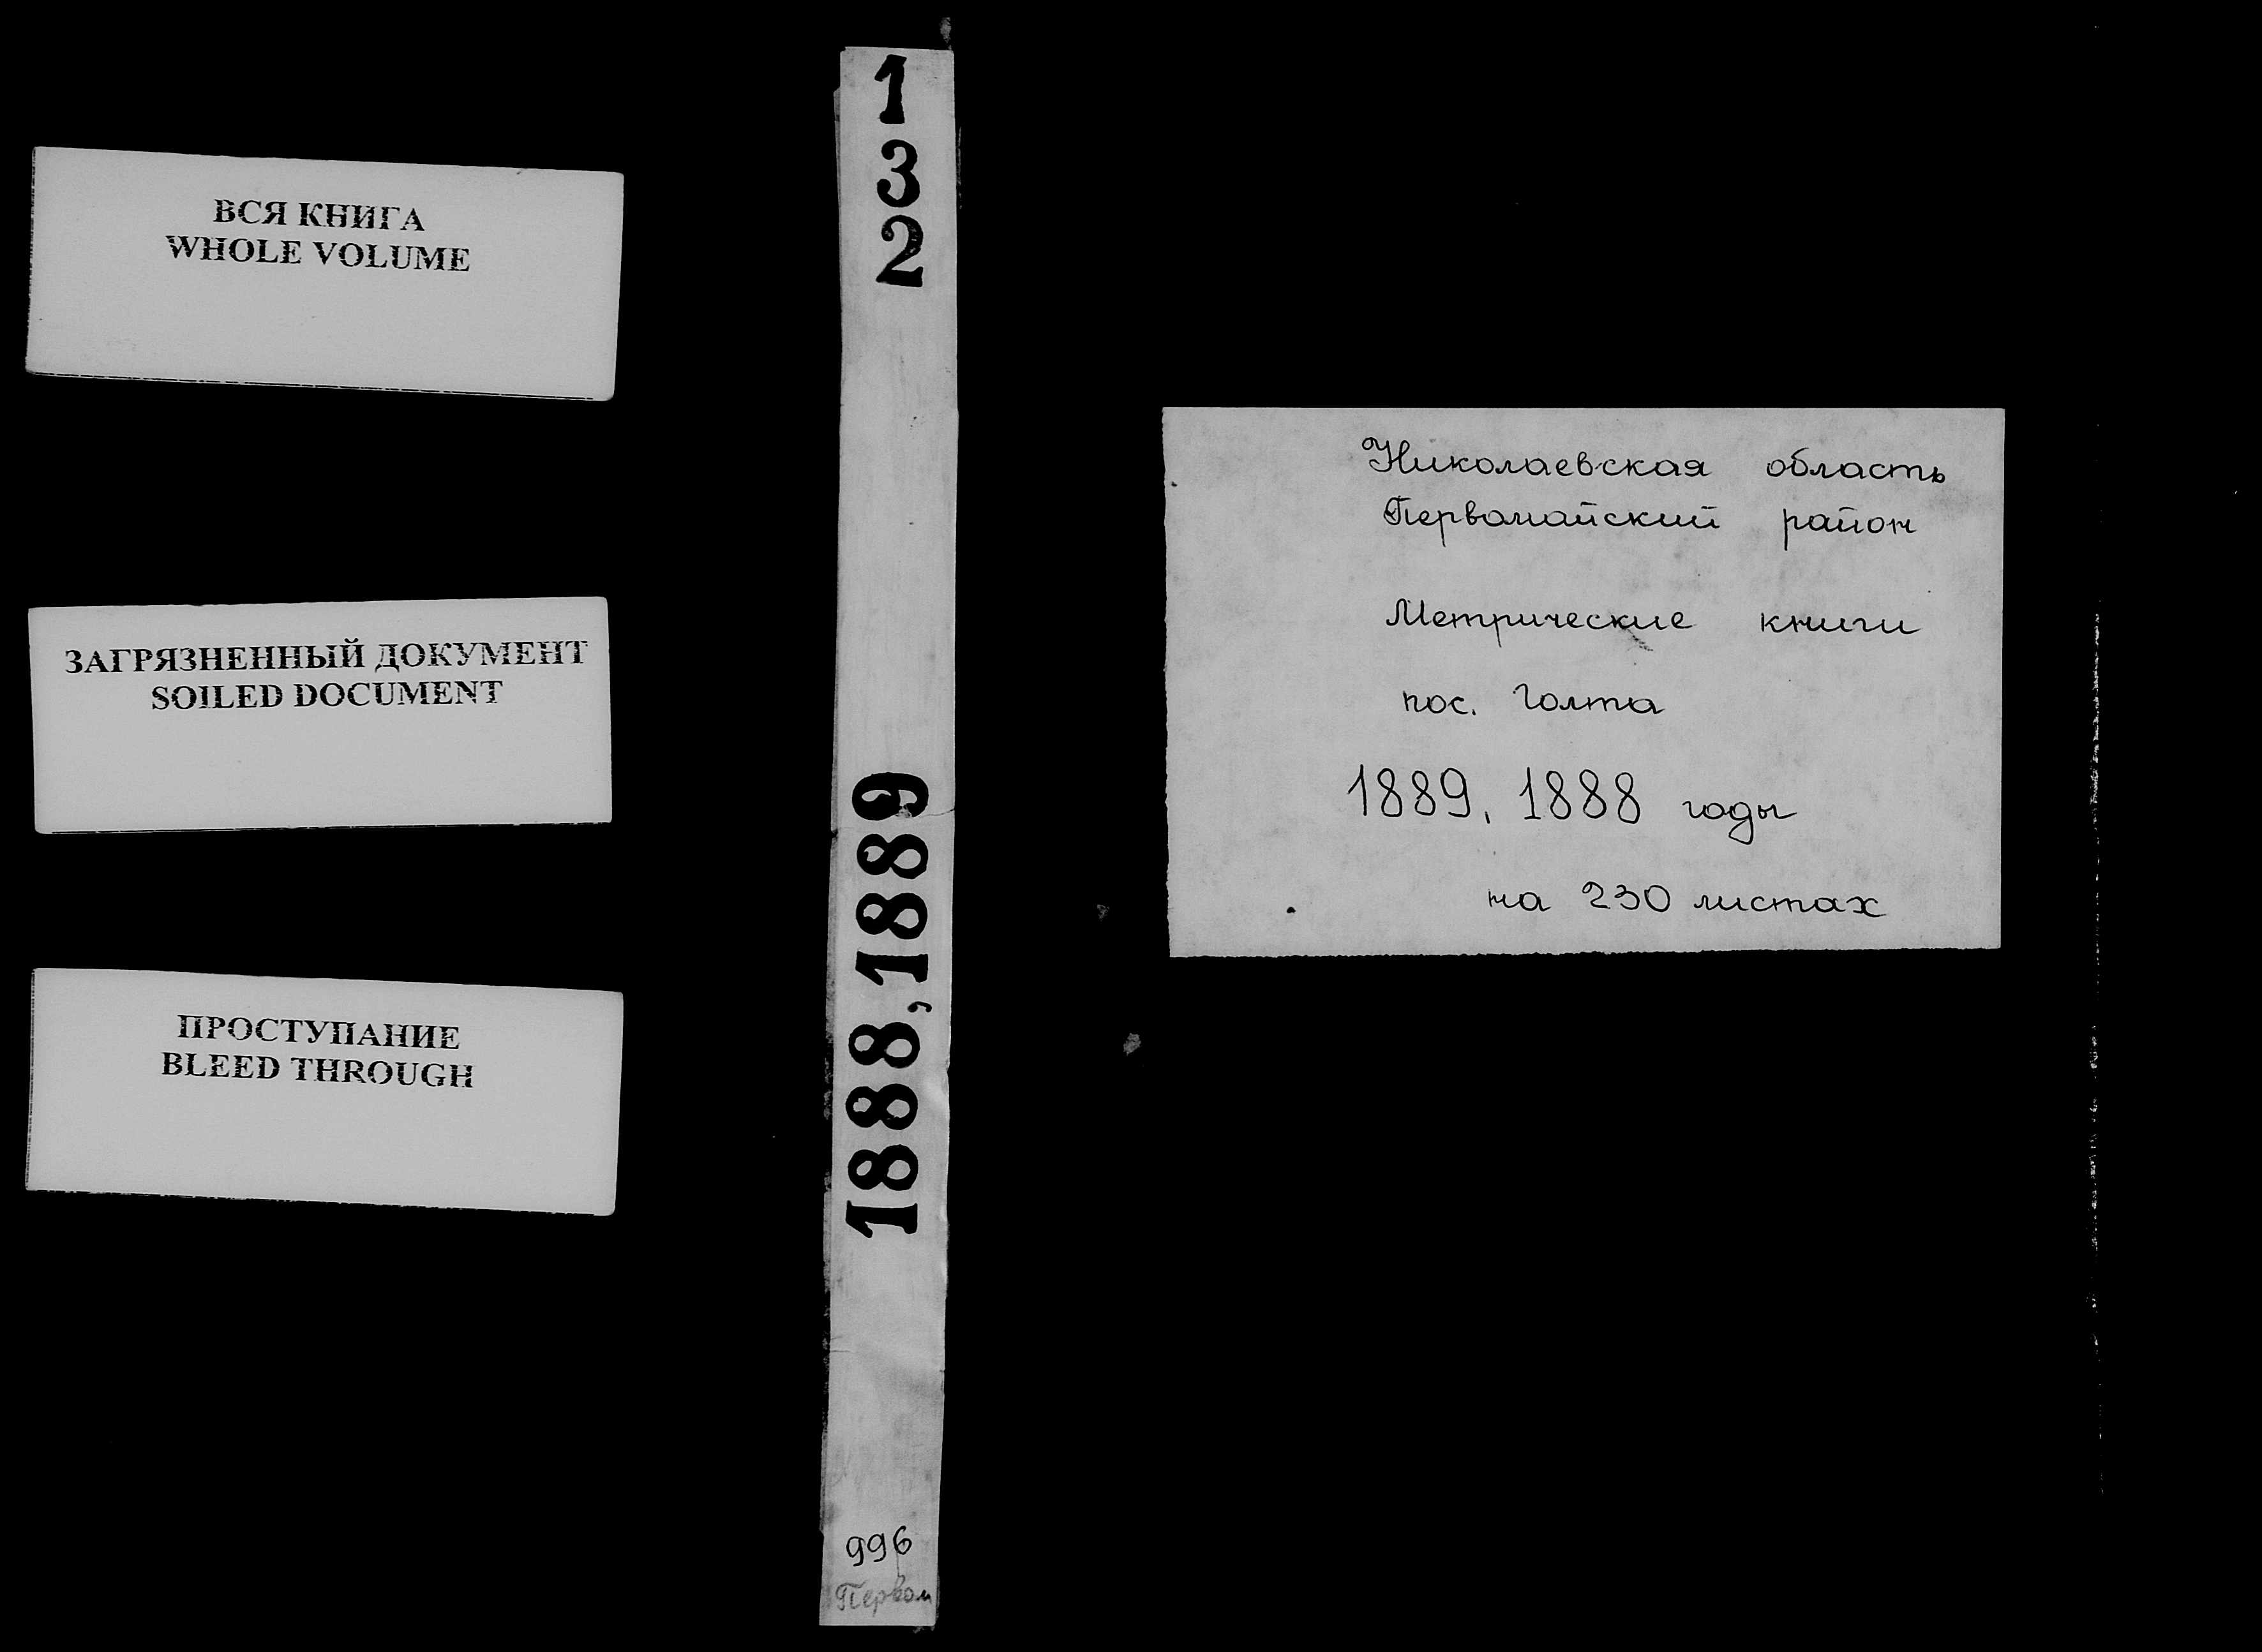 ВСЯ КНИГА
WHOLE VOLUME
ЗАГРЯЗНЕННЫЙ ДОКУМЕНТ
SOILED DOCUMENT
ПРОСТУПАНИЕ
BLEED THROUGH
1
3
2
1888, 1889
996
Первом
Николаевская область
Первомайский район
Метрические книги
пос. Голта
1889, 1888 годы
на 230 листах